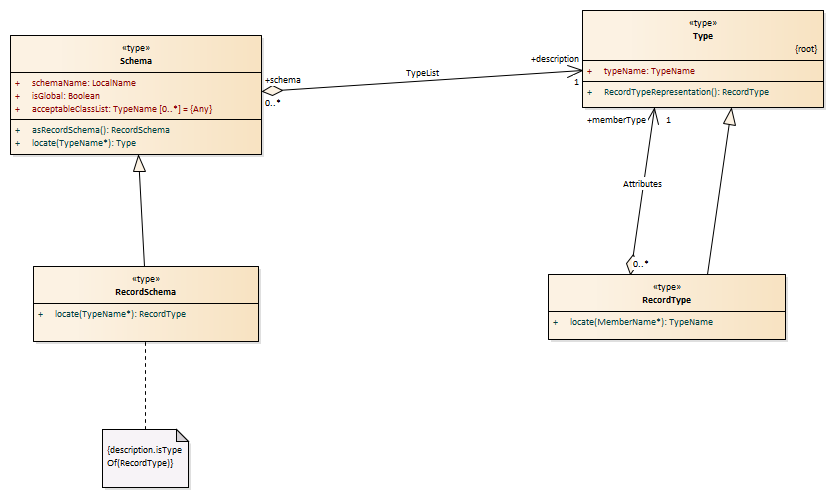 «type»
Schema
+ schemaName: LocalName
+ isGlobal: Boolean
+ acceptableClassList: TypeName [0..*] = {Any}
+ asRecordSchema(): RecordSchema
+ locate(TypeName*): Type
+schema
0..*
TypeList
+description
1
«type»
Type
{root}
+ typeName: TypeName
+ RecordTypeRepresentation(): RecordType
+memberType
1
Attributes
0..*
«type»
RecordSchema
+ locate(TypeName*): RecordType
«type»
RecordType
+ locate(MemberName*): TypeName
{description.isType
Of(RecordType)}